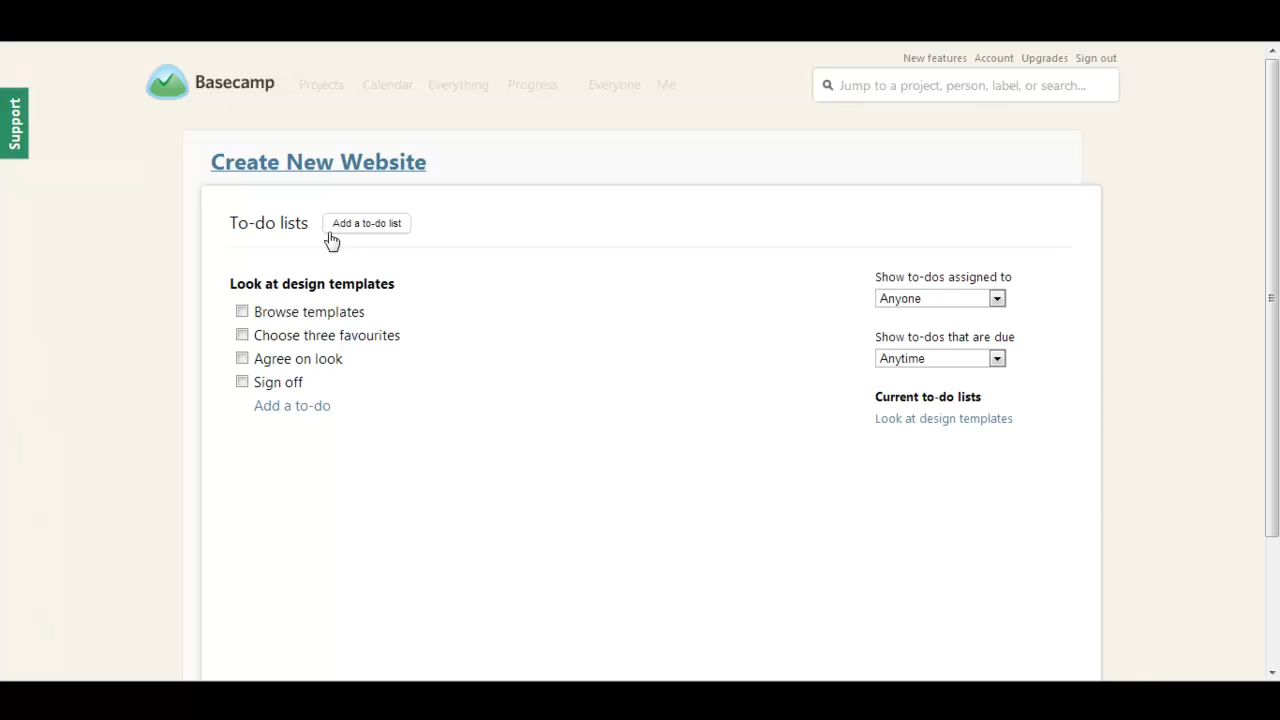 New features Account Upgrades Sign out
Basecamp Projects Calendar Everything Progress Everyone Me
Jump to a project, person, label, or search...
Support
Create New Website
To-do lists Add a to-do list
Look at design templates
Browse templates
Choose three favourites
Agree on look
Sign off
Add a to-do
Show to-dos assigned to
Anyone
Show to-dos that are due
Anytime
Current to-do lists
Look at design templates